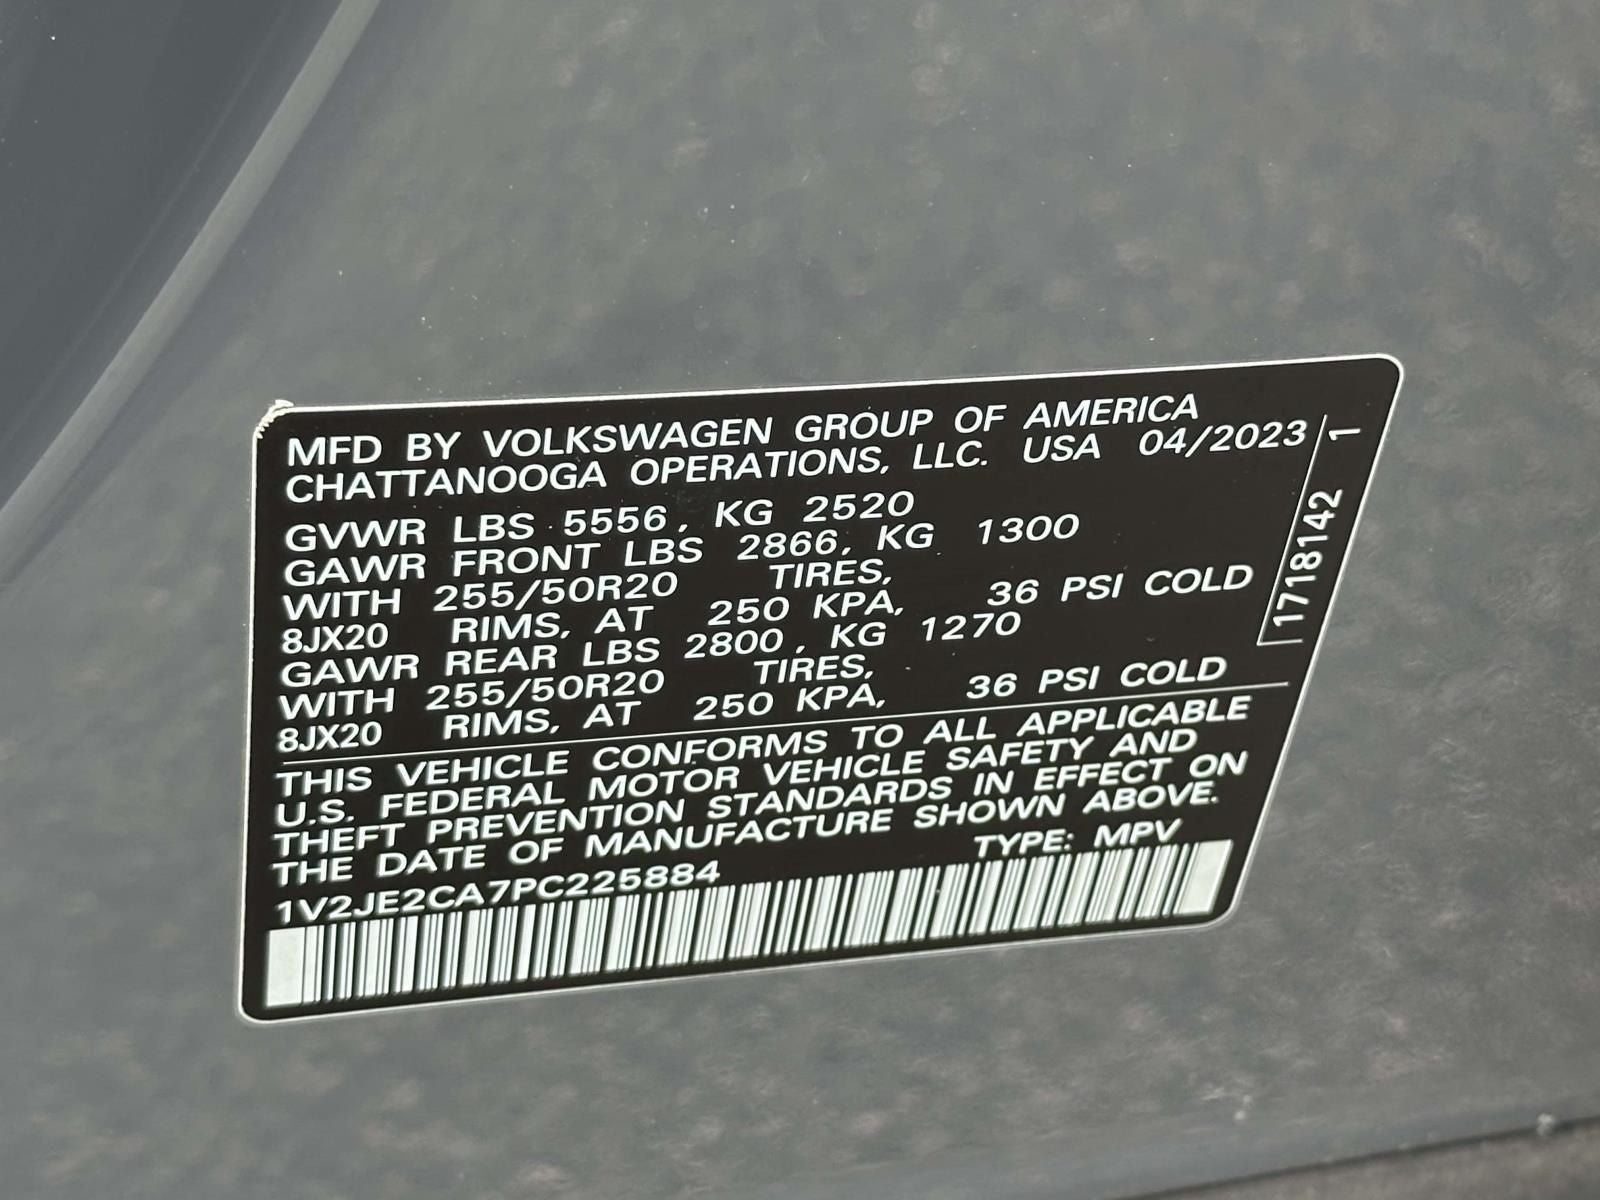 MFD BY VOLKSWAGEN GROUP OF AMERICA
CHATTANOOGA OPERATIONS, LLC. USA 04/2023
GVWR LBS 5556, KG 2520
GAWR FRONT LBS 2866, KG 1300
WITH 255/50R20 TIRES,
8JX20 RIMS, AT 250 KPA, 36 PSI COLD
GAWR REAR LBS 2800, KG 1270
WITH 255/50R20 TIRES,
8JX20 RIMS, AT 250 KPA, 36 PSI COLD
THIS VEHICLE CONFORMS TO ALL APPLICABLE
U.S. FEDERAL MOTOR VEHICLE SAFETY AND
THEFT PREVENTION STANDARDS IN EFFECT ON
THE DATE OF MANUFACTURE SHOWN ABOVE.
1V2JE2CA7PC225884 TYPE: MPV
1718142 1